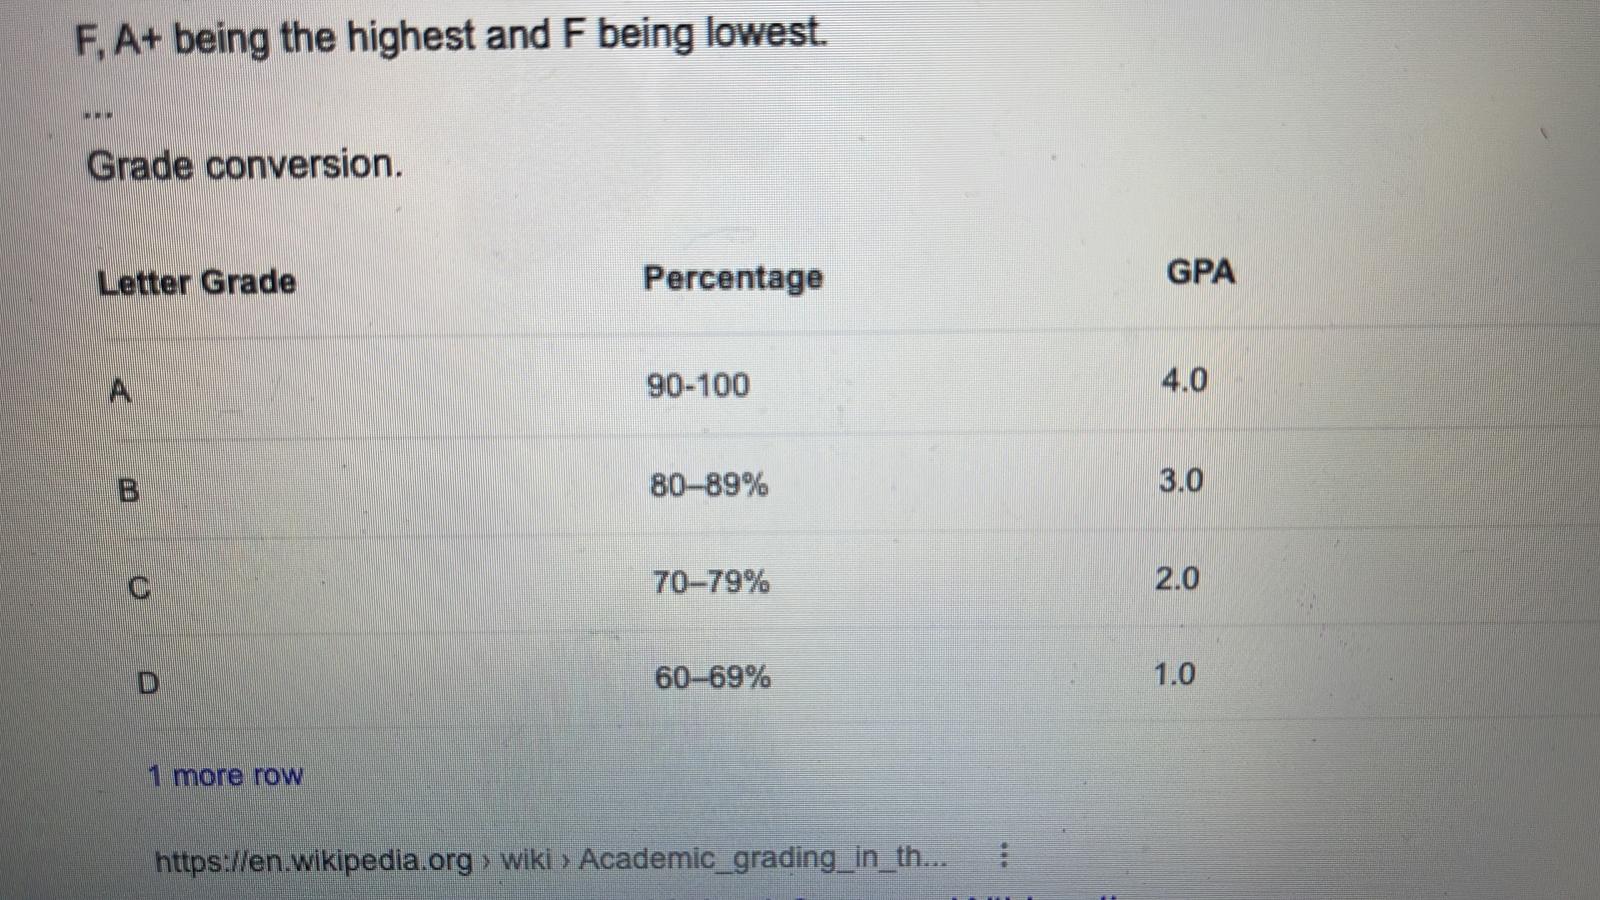 F, A+ being the highest and F being lowest.
...
Grade conversion.
Letter Grade Percentage GPA
A 90-100 4.0
B 80–89% 3.0
C 70–79% 2.0
D 60–69% 1.0
1 more row
https://en.wikipedia.org › wiki › Academic_grading_in_th...